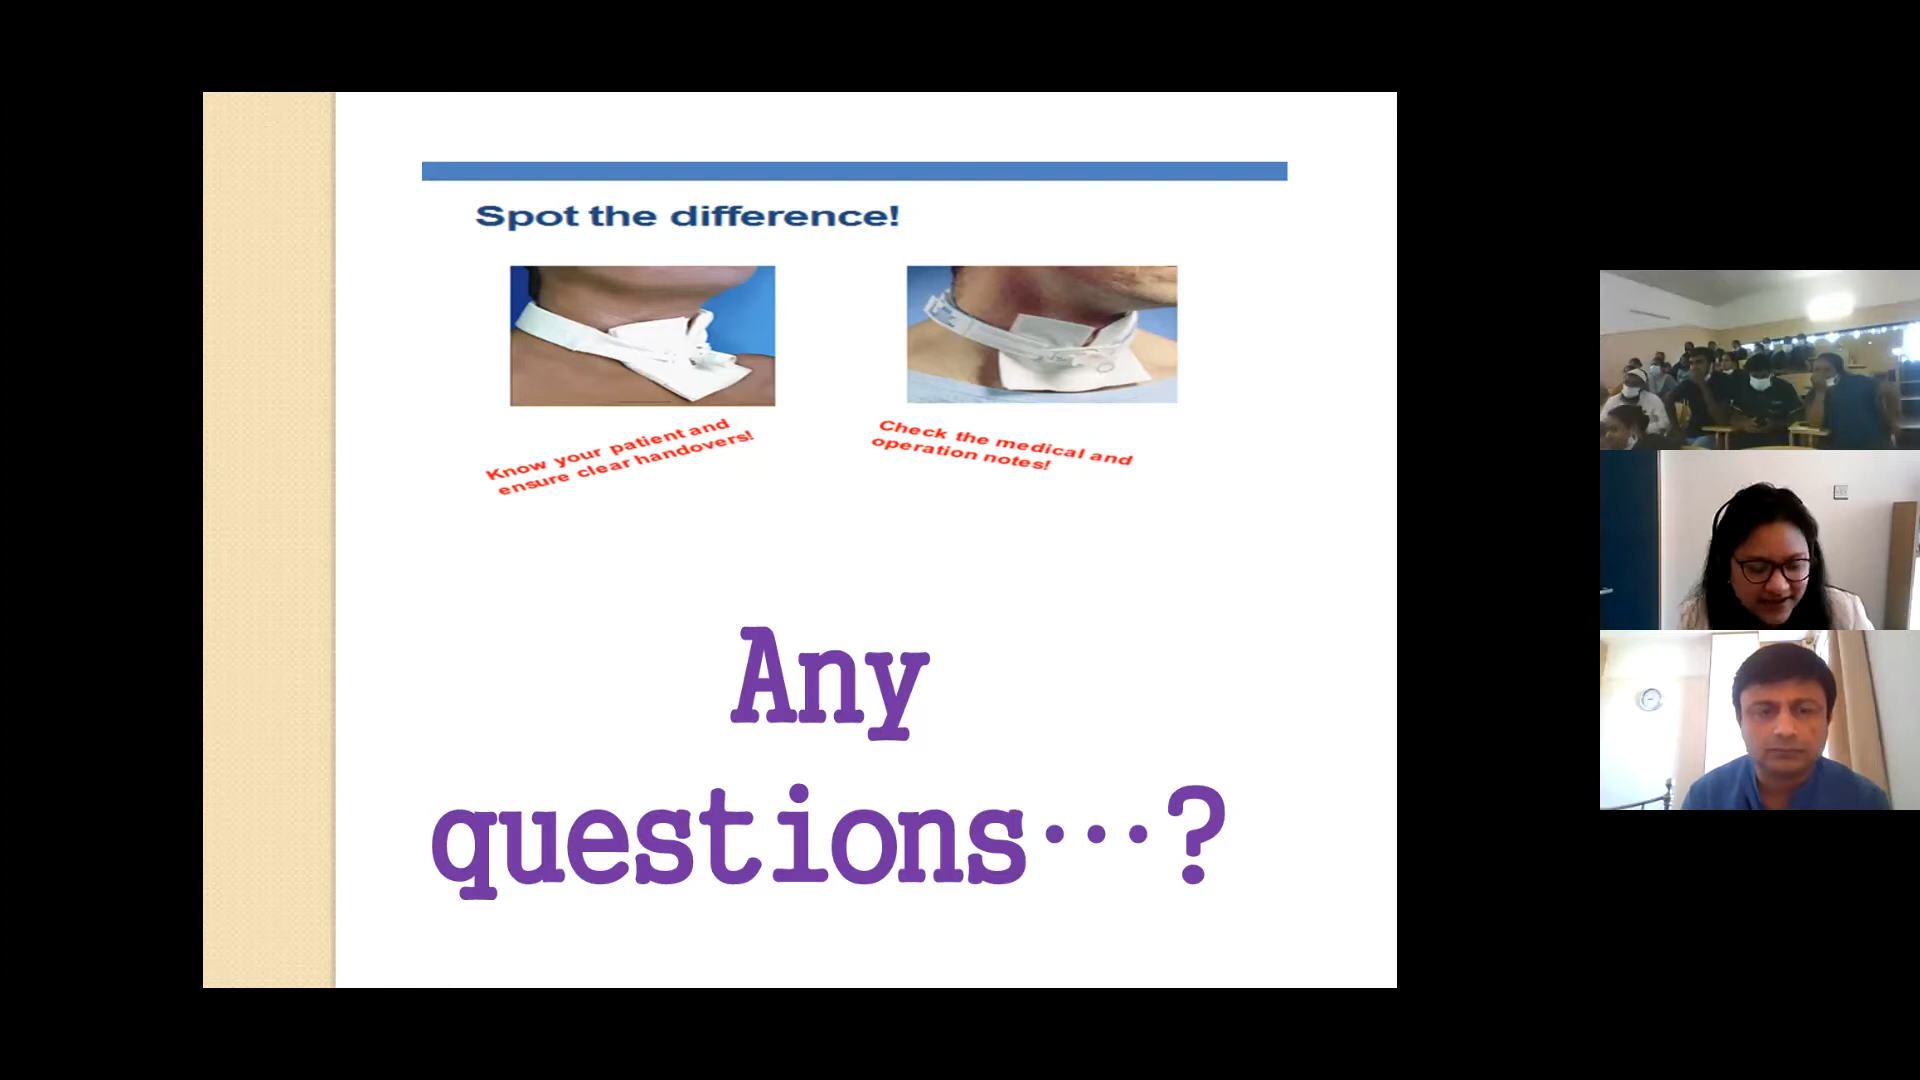 Spot the difference!
Know your patient and
ensure clear handovers!
Check the medical and
operation notes!
Any
questions…?